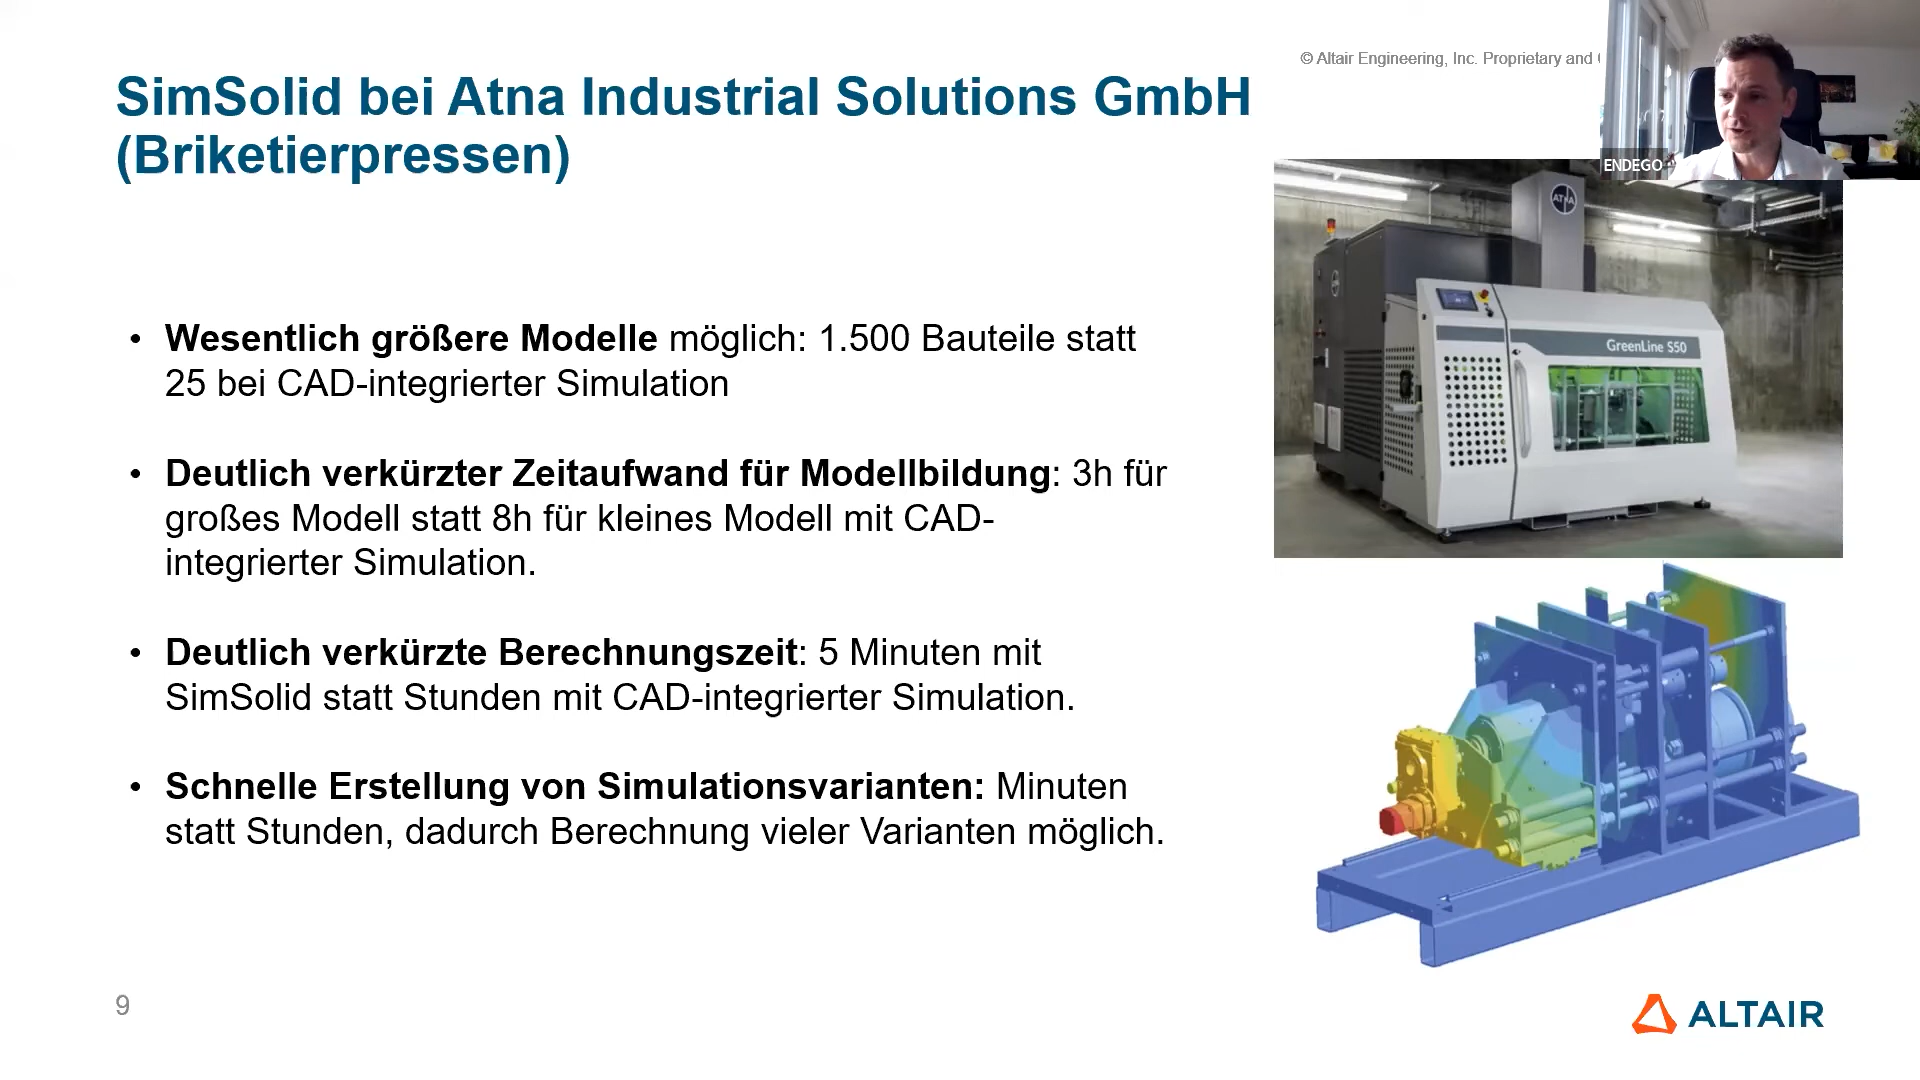 © Altair Engineering, Inc. Proprietary and
SimSolid bei Atna Industrial Solutions GmbH
(Briketierpressen)
ENDEGO
ATNA
GreenLine S50
• Wesentlich größere Modelle möglich: 1.500 Bauteile statt
25 bei CAD-integrierter Simulation
• Deutlich verkürzter Zeitaufwand für Modellbildung: 3h für
großes Modell statt 8h für kleines Modell mit CAD-
integrierter Simulation.
• Deutlich verkürzte Berechnungszeit: 5 Minuten mit
SimSolid statt Stunden mit CAD-integrierter Simulation.
• Schnelle Erstellung von Simulationsvarianten: Minuten
statt Stunden, dadurch Berechnung vieler Varianten möglich.
9
ALTAIR